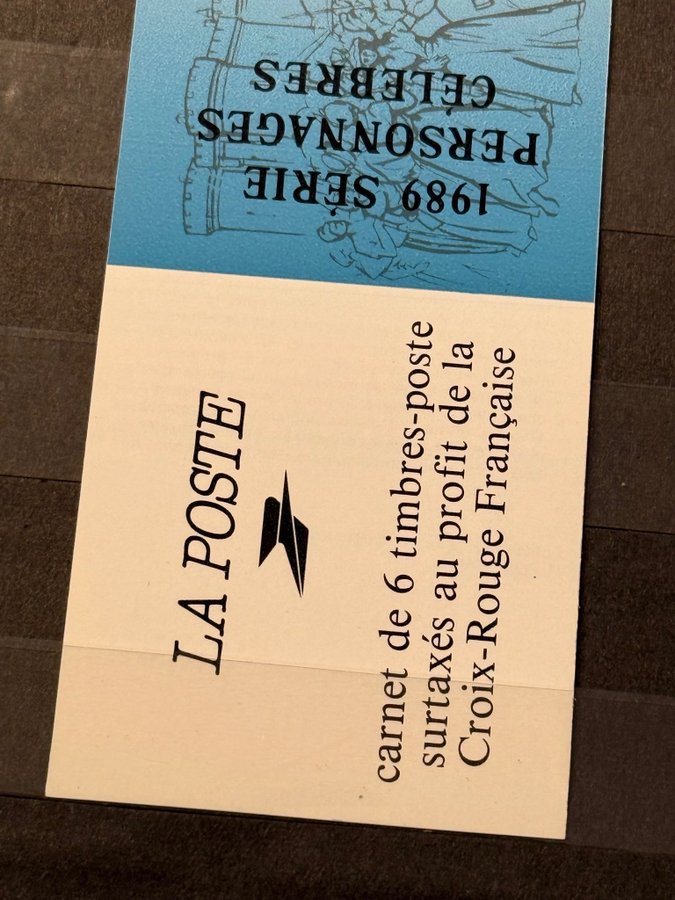 1989 SÉRIE
PERSONNAGES
CÉLÈBRES
LA POSTE
carnet de 6 timbres-poste
surtaxés au profit de la
Croix-Rouge Française